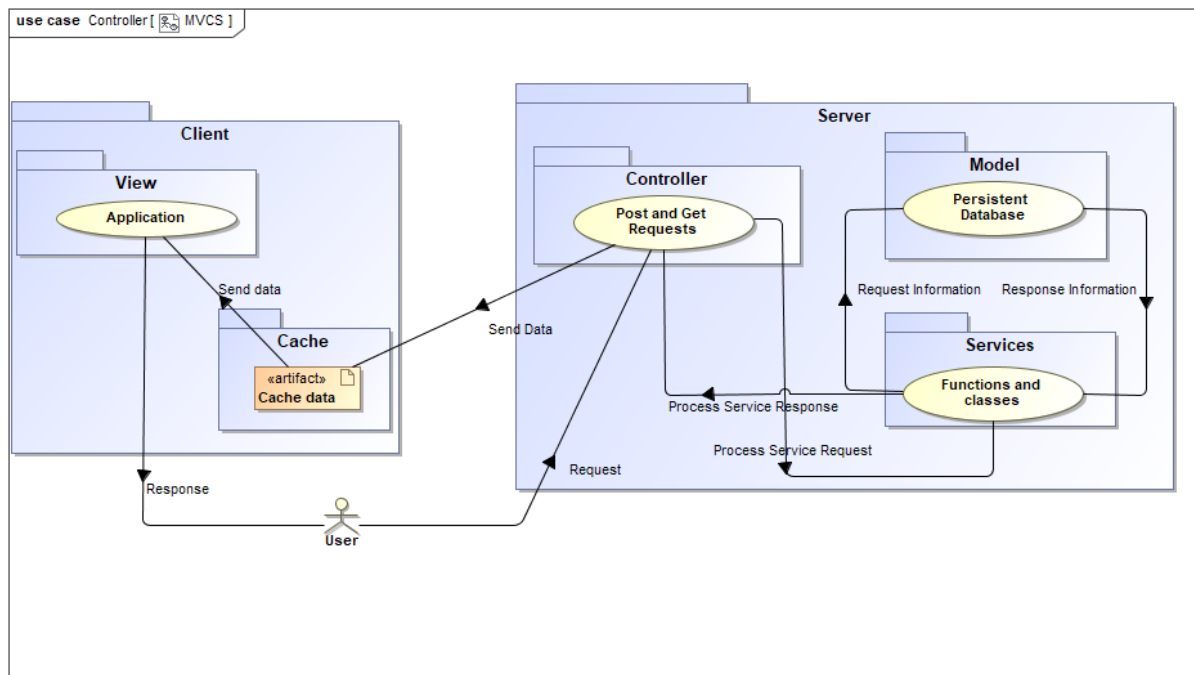 use case Controller [ MVCS ]
Client
View
Application
Send data
Cache
«artifact»
Cache data
Response
User
Server
Controller
Post and Get
Requests
Send Data
Request
Model
Persistent
Database
Request Information
Response Information
Services
Functions and
classes
Process Service Response
Process Service Request